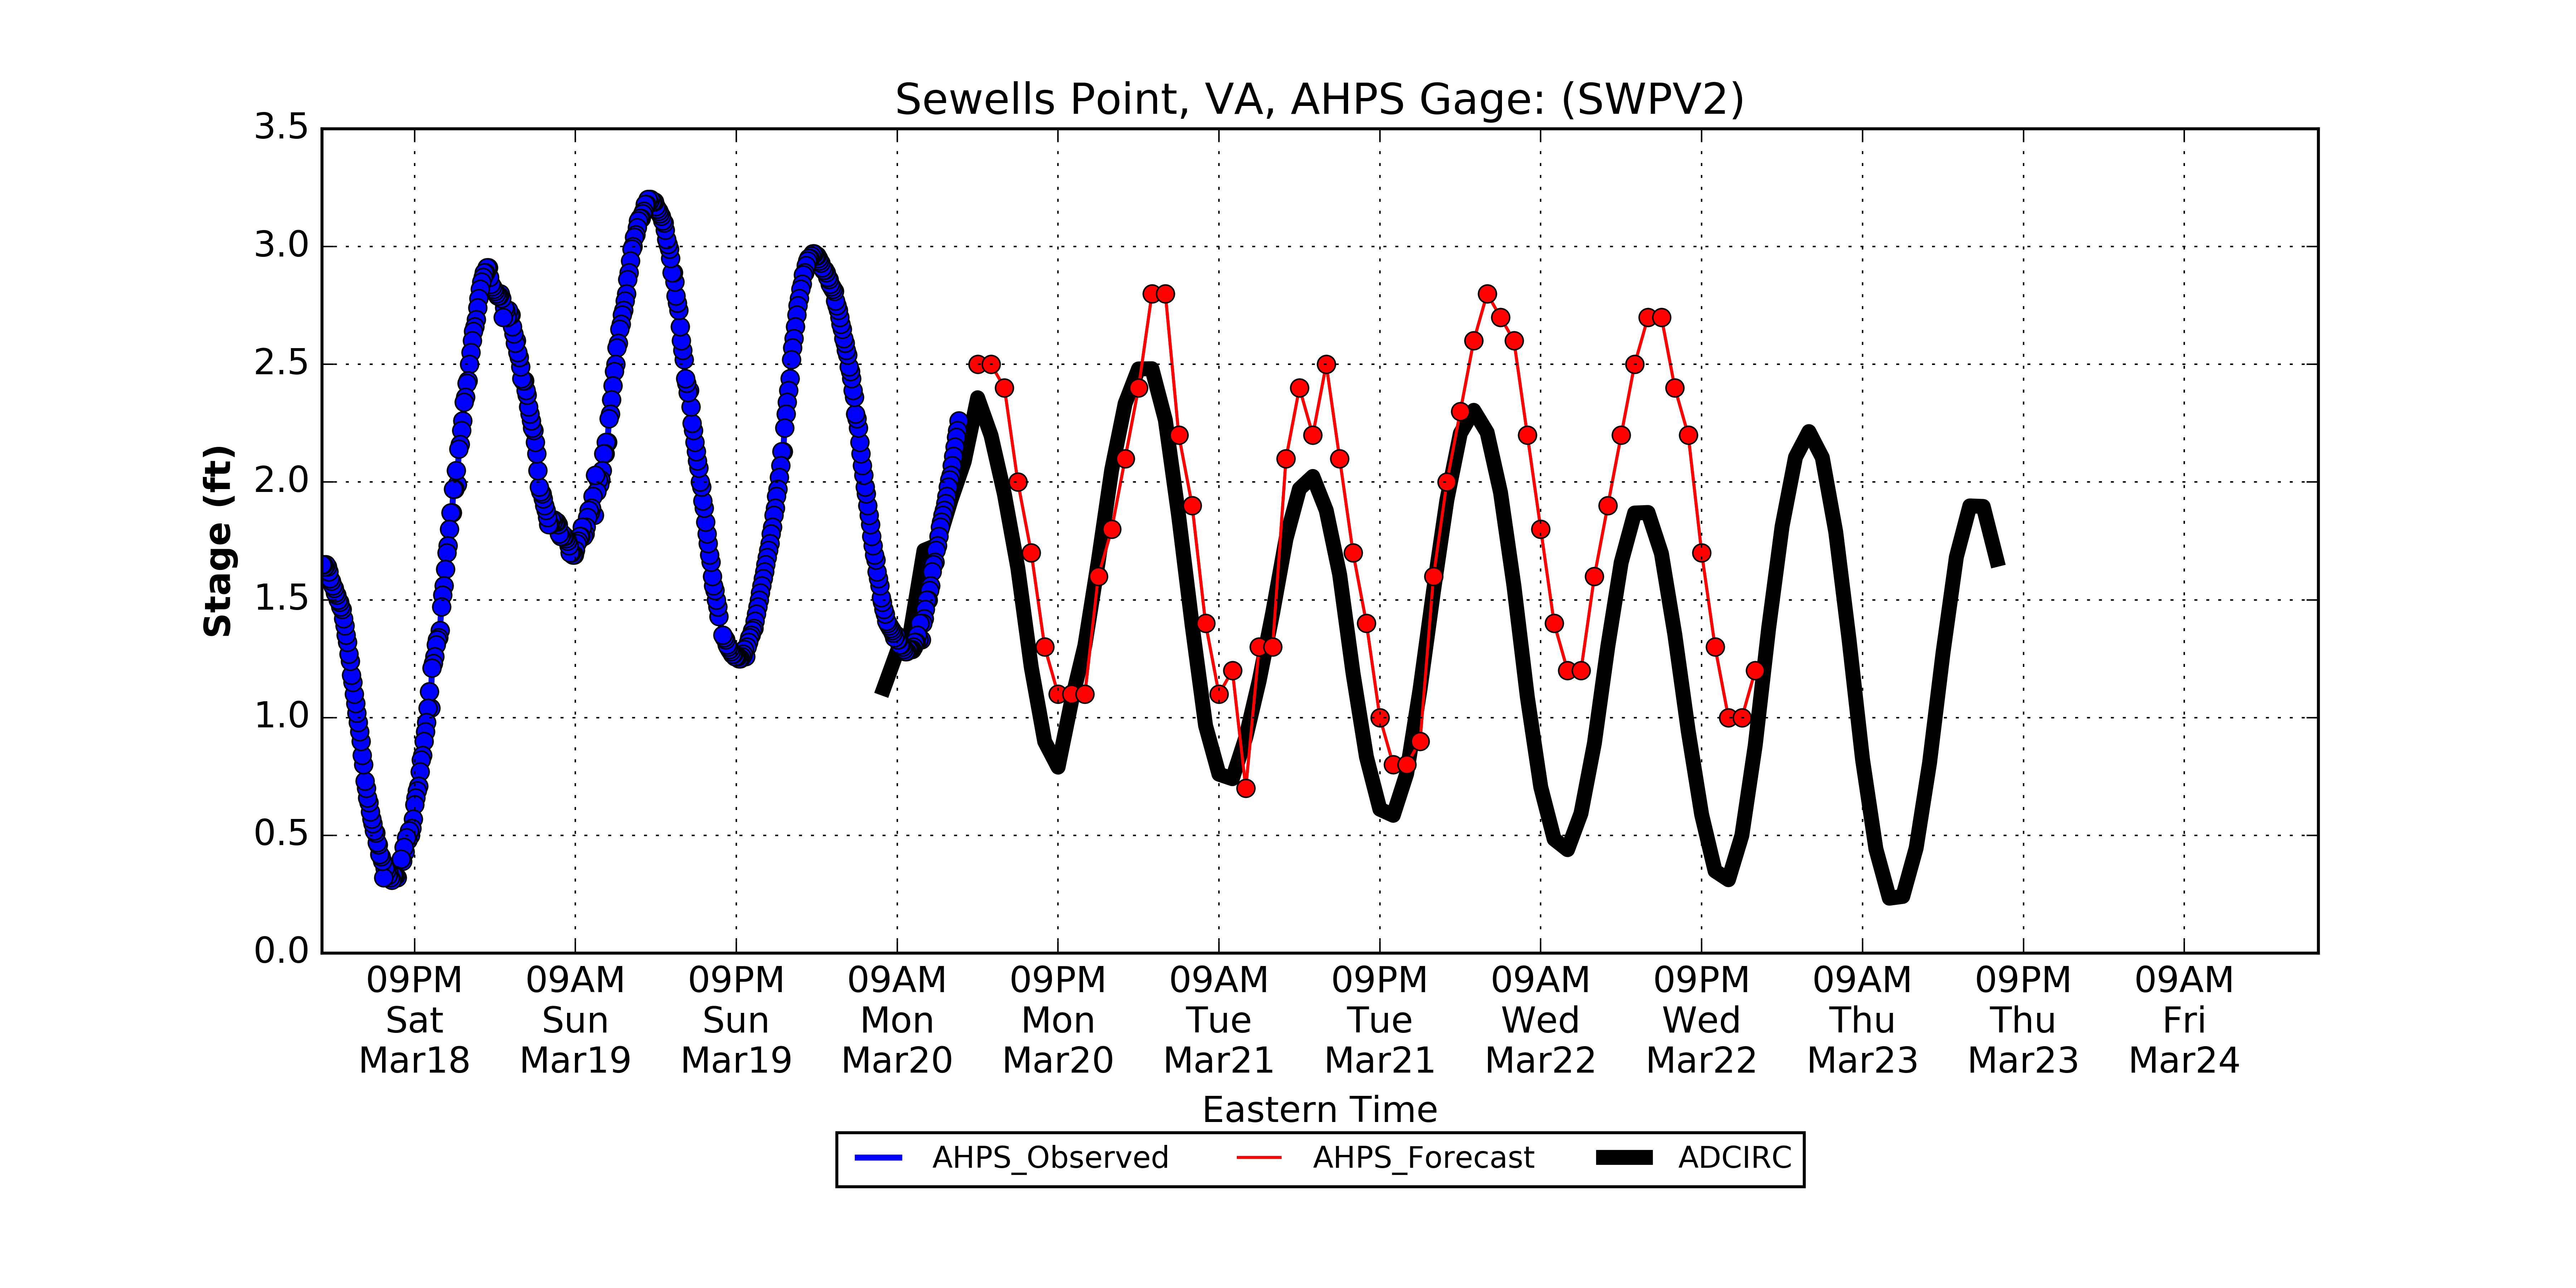 Sewells Point, VA, AHPS Gage: (SWPV2)
3.5
3.0
2.5
2.0
1.5
1.0
0.5
0.0
Stage (ft)
09PM 09AM 09PM 09AM 09PM 09AM 09PM 09AM 09PM 09AM 09PM 09AM
Sat Sun Sun Mon Mon Tue Tue Wed Wed Thu Thu Fri
Mar18 Mar19 Mar19 Mar20 Mar20 Mar21 Mar21 Mar22 Mar22 Mar23 Mar23 Mar24
Eastern Time
AHPS_Observed AHPS_Forecast ADCIRC